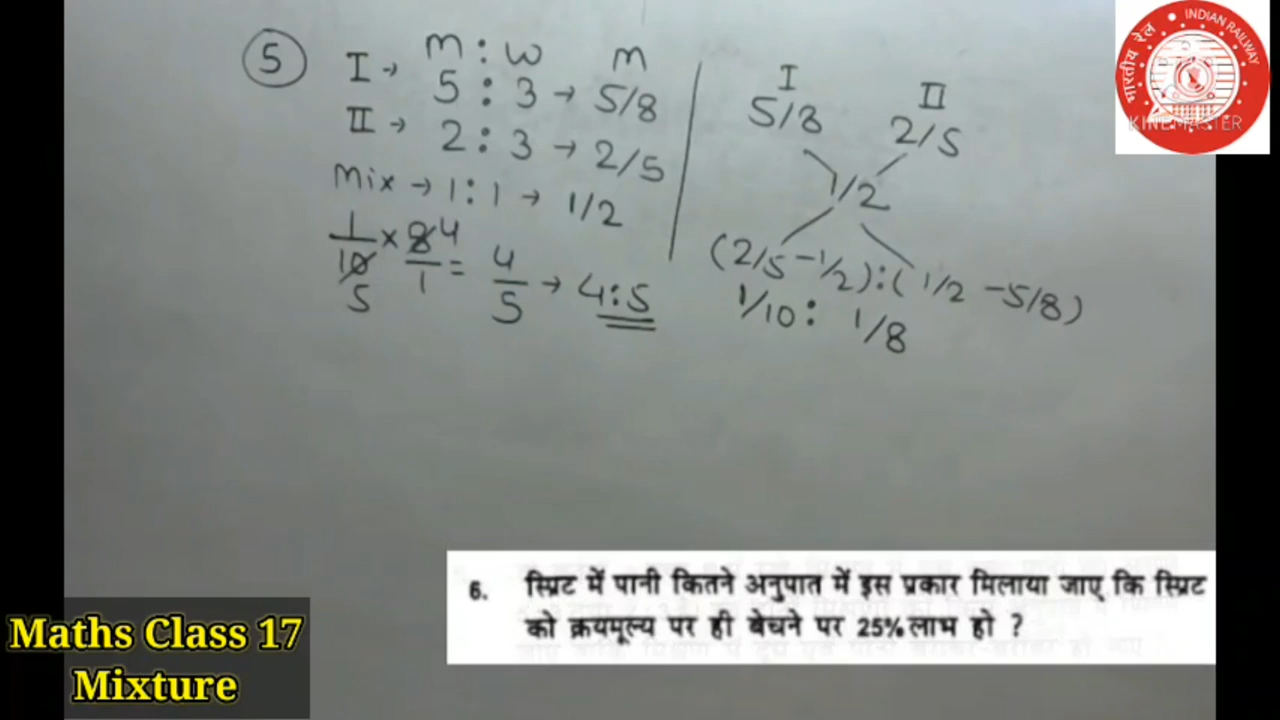 5
I → m : w m
5 : 3 → 5/8
II → 2 : 3 → 2/5
Mix → 1 : 1 → 1/2
1/10 × 8/1 = 4/5 → 4:5
5 4
I II
5/8 2/5
1/2
(2/5 -1/2):(1/2 -5/8)
1/10 : 1/8
भारतीय रेल INDIAN RAILWAY
KINEMASTER
6. स्प्रिट में पानी कितने अनुपात में इस प्रकार मिलाया जाए कि स्प्रिट
को क्रयमूल्य पर ही बेचने पर 25% लाभ हो ?
Maths Class 17
Mixture